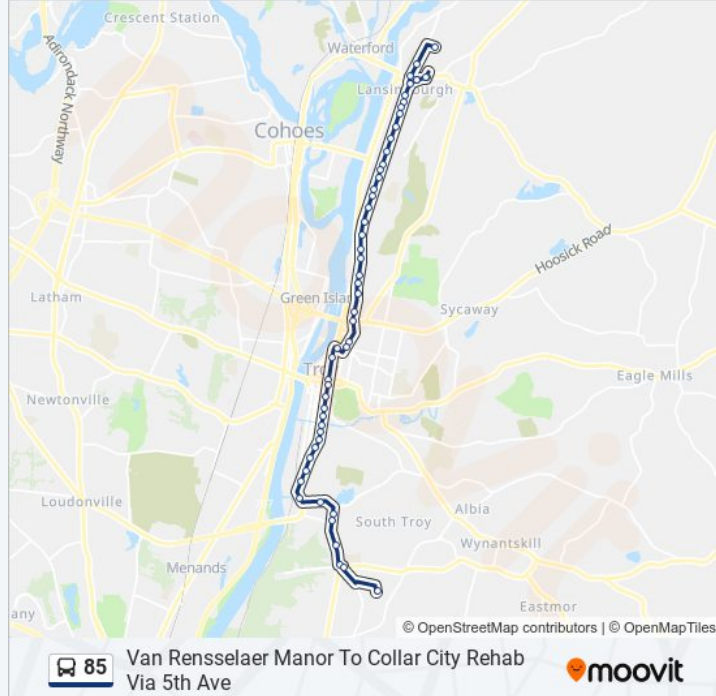 Crescent Station
Waterford
Adirondack Northway
Lansingburgh
Cohoes
Hoosick Road
Latham
Green Island
Sycaway
Troy
Eagle Mills
Newtonville
Loudonville
South Troy
Albia
Wynantskill
Menands
Eastmor
any
© OpenStreetMap contributors | © OpenMapTiles
85
Van Rensselaer Manor To Collar City Rehab
Via 5th Ave
moovit